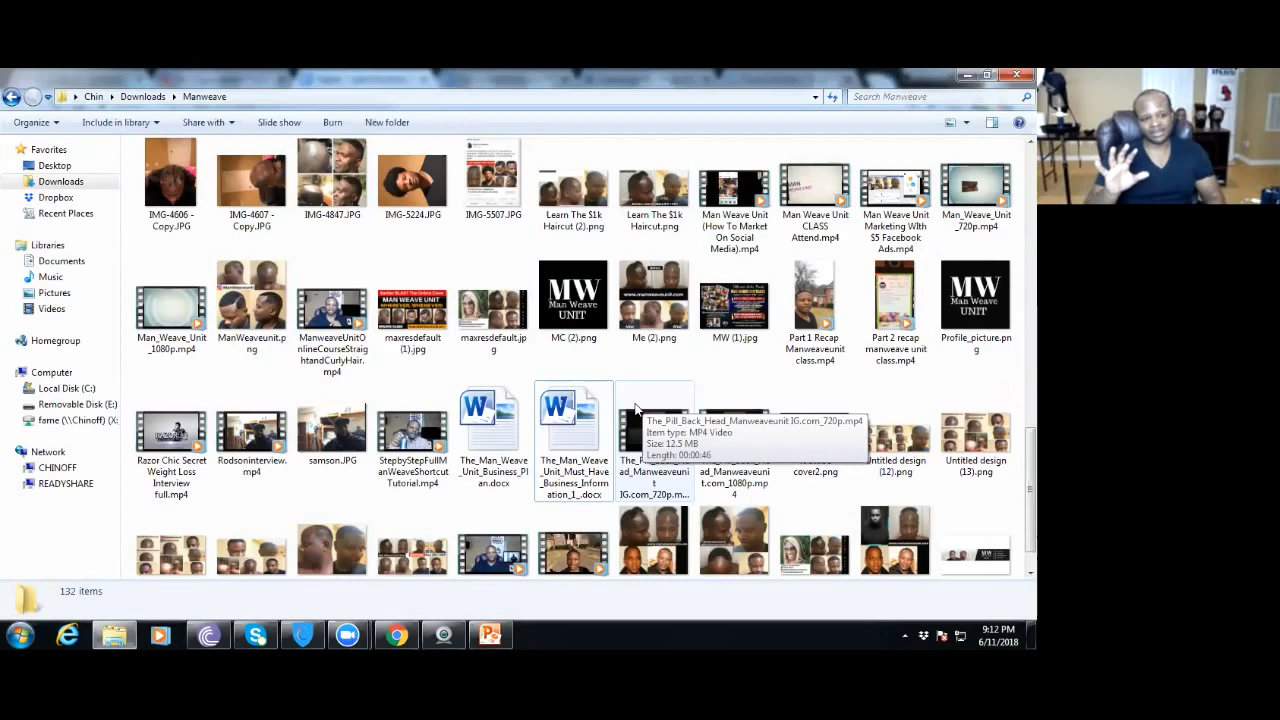 Chin
Downloads
Manweave
Search Manweave
Organize
Include in library
Share with
Slide show
Burn
New folder
Favorites
Desktop
Downloads
Dropbox
Recent Places
Libraries
Documents
Music
Pictures
Videos
Homegroup
Computer
Local Disk (C:)
Removable Disk (E:)
fame (\\Chinoff) (X:)
Network
CHINOFF
READYSHARE
IMG-4606 -
Copy.JPG
IMG-4607 -
Copy.JPG
IMG-4847.JPG
IMG-5224.JPG
IMG-5507.JPG
Learn The $1k
Haircut (2).png
Learn The $1k
Haircut.png
Man Weave Unit
(How To Market
On Social
Media).mp4
Man Weave Unit
CLASS
Attend.mp4
Man Weave Unit
Marketing WIth
$5 Facebook
Ads.mp4
Man_Weave_Unit
_720p.mp4
MW
Man Weave
UNIT
www.manweaveunit.com
MAN WEAVE UNIT
MW
Man Weave
UNIT
Man_Weave_Unit
_1080p.mp4
ManWeaveunit.p
ng
ManweaveUnitO
nlineCourseStraig
htandCurlyHair.
mp4
maxresdefault
(1).jpg
maxresdefault.jp
g
MC (2).png
Me (2).png
MW (1).jpg
Part 1 Recap
Manweaveunit
class.mp4
Part 2 recap
manweave unit
class.mp4
Profile_picture.pn
g
Razor Chic Secret
Weight Loss
Interview
full.mp4
Rodsoninterview.
mp4
samson.JPG
StepbyStepFullM
anWeaveShortcut
Tutorial.mp4
The_Man_Weave
_Unit_Business_Pl
an.docx
The_Man_Weave
_Unit_Must_Have
_Business_Inform
ation_1_.docx
ad_Manweaveuni
t
IG.com_720p.m...
ad_Manweaveuni
t.com_1080p.mp
4
cover2.png
Untitled design
(12).png
Untitled design
(13).png
The_Pill_Back_Head_Manweaveunit IG.com_720p.mp4
Item type: MP4 Video
Size: 12.5 MB
Length: 00:00:46
132 items
9:12 PM
6/11/2018